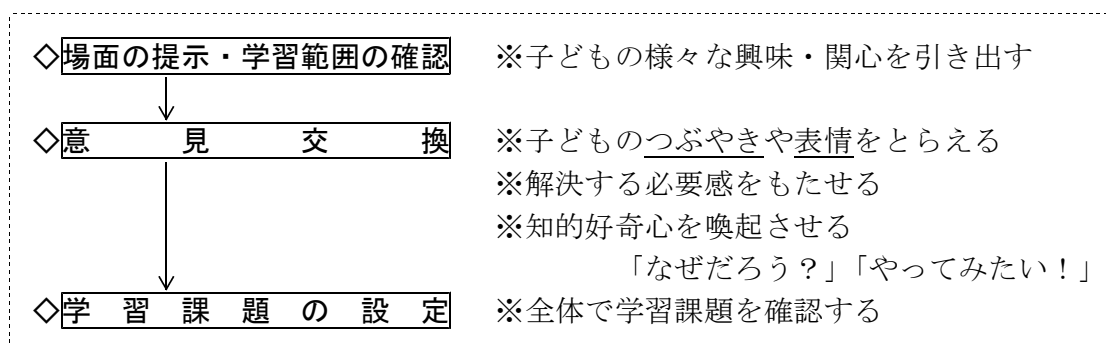 ◇場面の提示・学習範囲の確認 ※子どもの様々な興味・関心を引き出す
◇意見交換 ※子どものつぶやきや表情をとらえる
※解決する必要感をもたせる
※知的好奇心を喚起させる
「なぜだろう？」「やってみたい！」
◇学習課題の設定 ※全体で学習課題を確認する